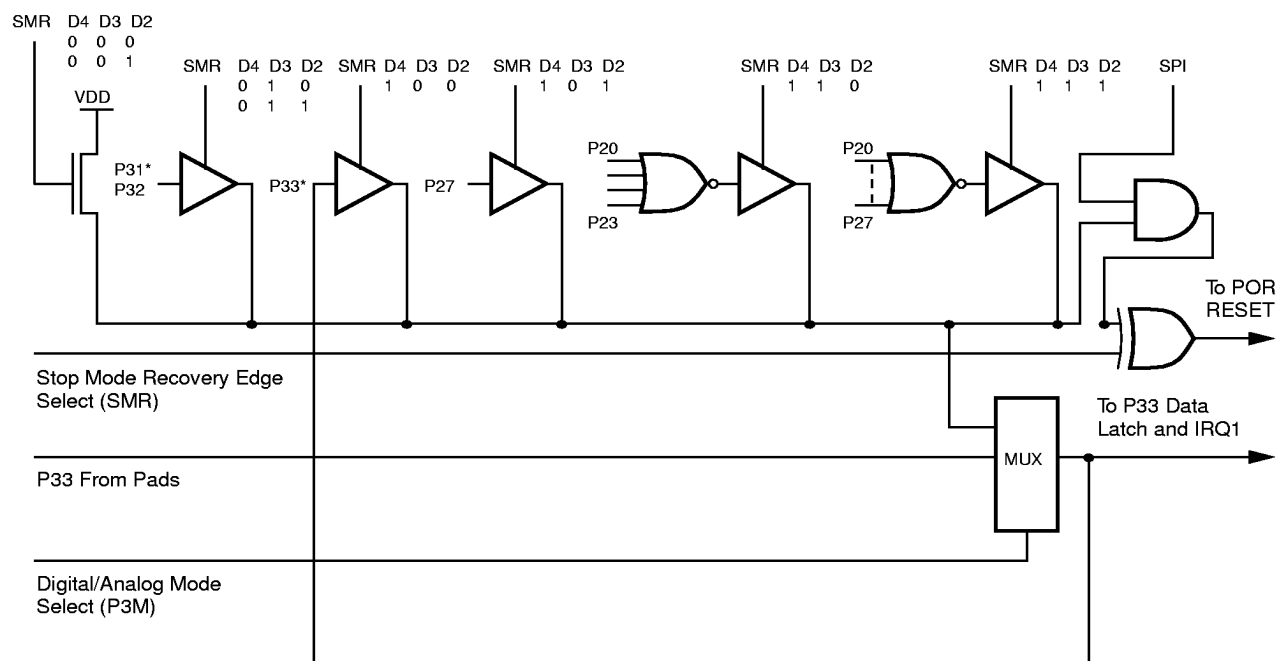 SMR D4 D3 D2
0 0 0
0 0 1
VDD
SMR D4 D3 D2
0 1 0
0 1 1
P31*
P32
SMR D4 D3 D2
1 0 0
P33*
SMR D4 D3 D2
1 0 1
P27
SMR D4 D3 D2
1 1 0
P20
P23
SMR D4 D3 D2
1 1 1
P20
P27
SPI
To POR
RESET
Stop Mode Recovery Edge
Select (SMR)
To P33 Data
Latch and IRQ1
MUX
P33 From Pads
Digital/Analog Mode
Select (P3M)